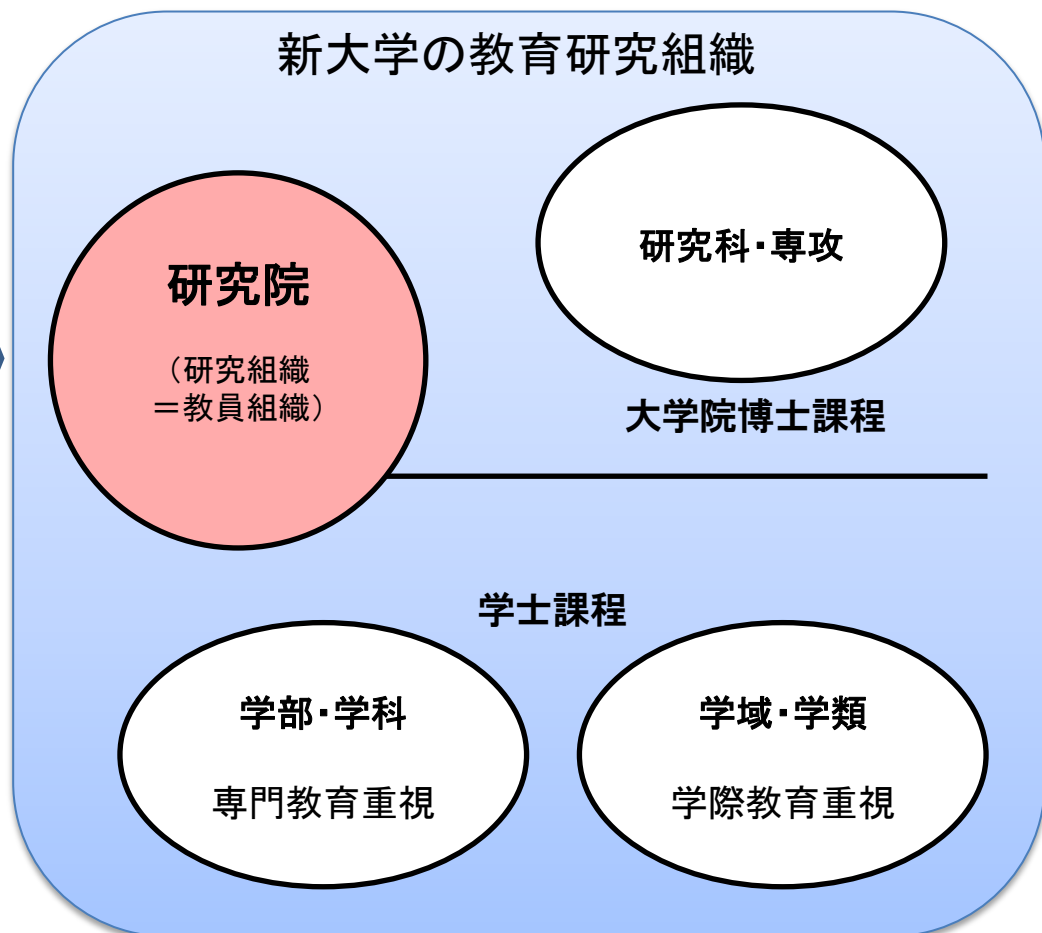 新大学の教育研究組織
研究院
（研究組織
＝教員組織）
研究科・専攻
大学院博士課程
学士課程
学部・学科
専門教育重視
学域・学類
学際教育重視